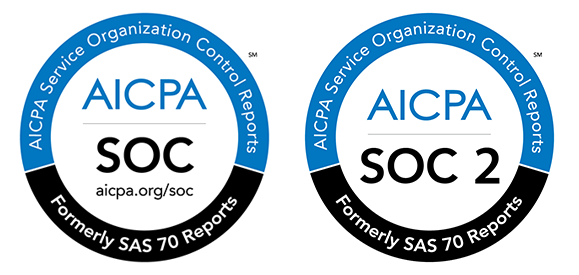 AICPA Service Organization Control Reports
SM
AICPA
SOC
aicpa.org/soc
Formerly SAS 70 Reports
AICPA Service Organization Control Reports
SM
AICPA
SOC 2
Formerly SAS 70 Reports